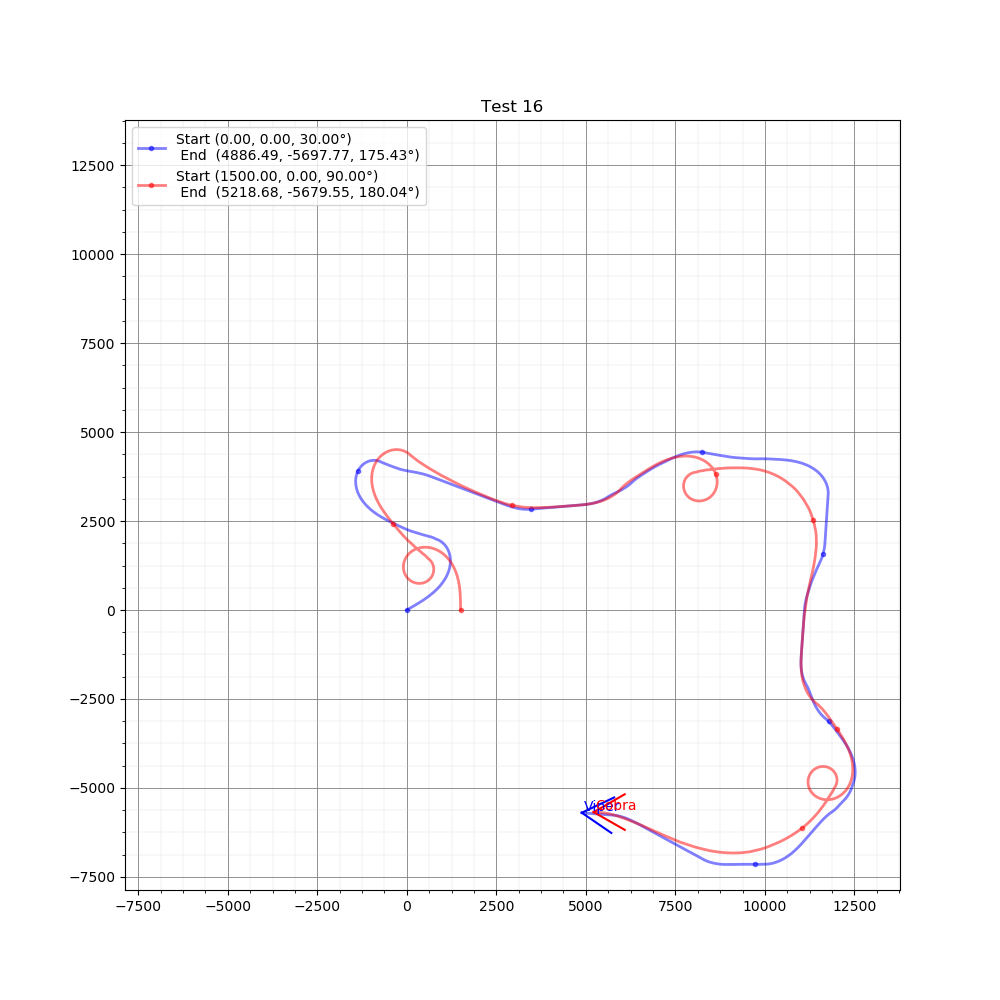 Test 16
Start (0.00, 0.00, 30.00°)
End (4886.49, -5697.77, 175.43°)
Start (1500.00, 0.00, 90.00°)
End (5218.68, -5679.55, 180.04°)
12500
10000
7500
5000
2500
0
−2500
−5000
−7500
−7500 −5000 −2500 0 2500 5000 7500 10000 12500